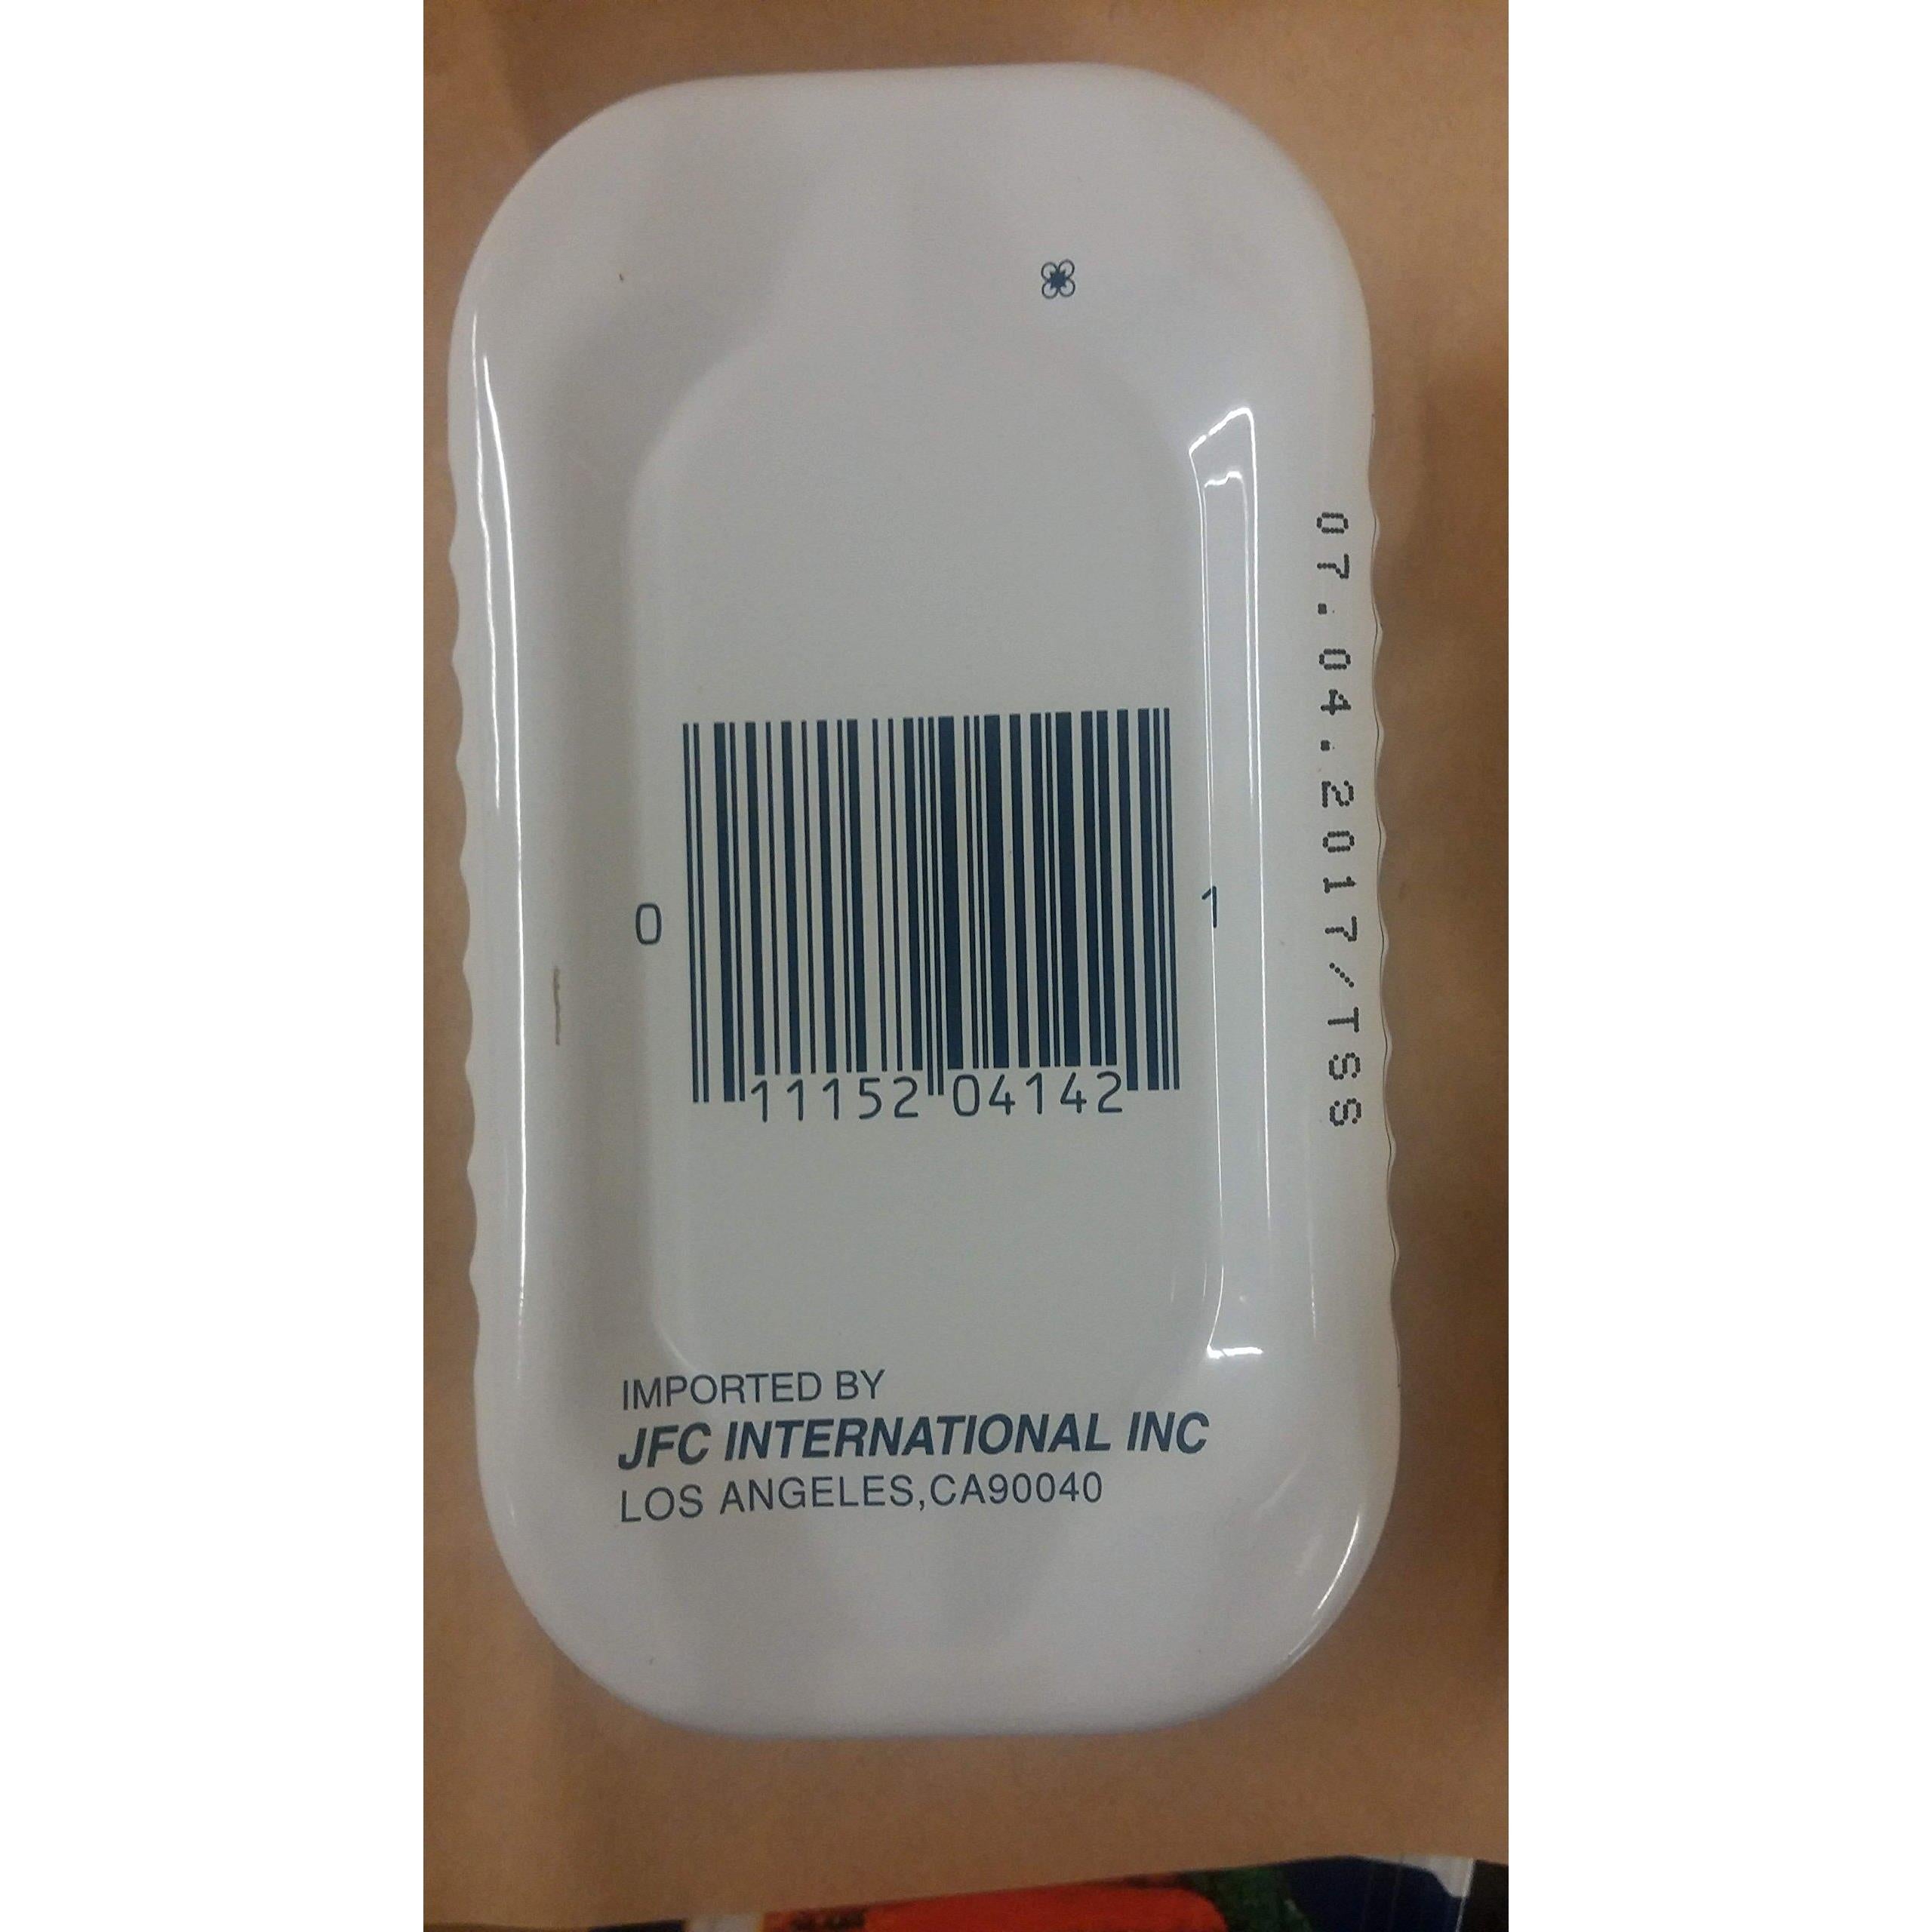 07.04.2017/TSS
0 11152 04142 1
IMPORTED BY
JFC INTERNATIONAL INC
LOS ANGELES,CA90040